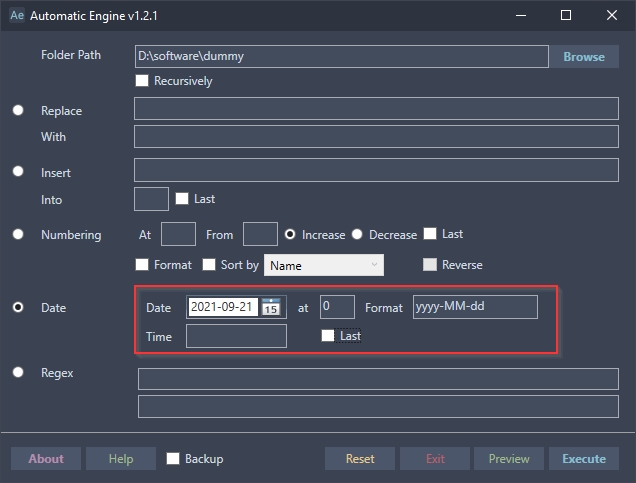 Ae Automatic Engine v1.2.1
Folder Path D:\software\dummy Browse
Recursively
Replace
With
Insert
Into Last
Numbering At From Increase Decrease Last
Format Sort by Name Reverse
Date Date 2021-09-21 15 at 0 Format yyyy-MM-dd
Time Last
Regex
About Help Backup Reset Exit Preview Execute